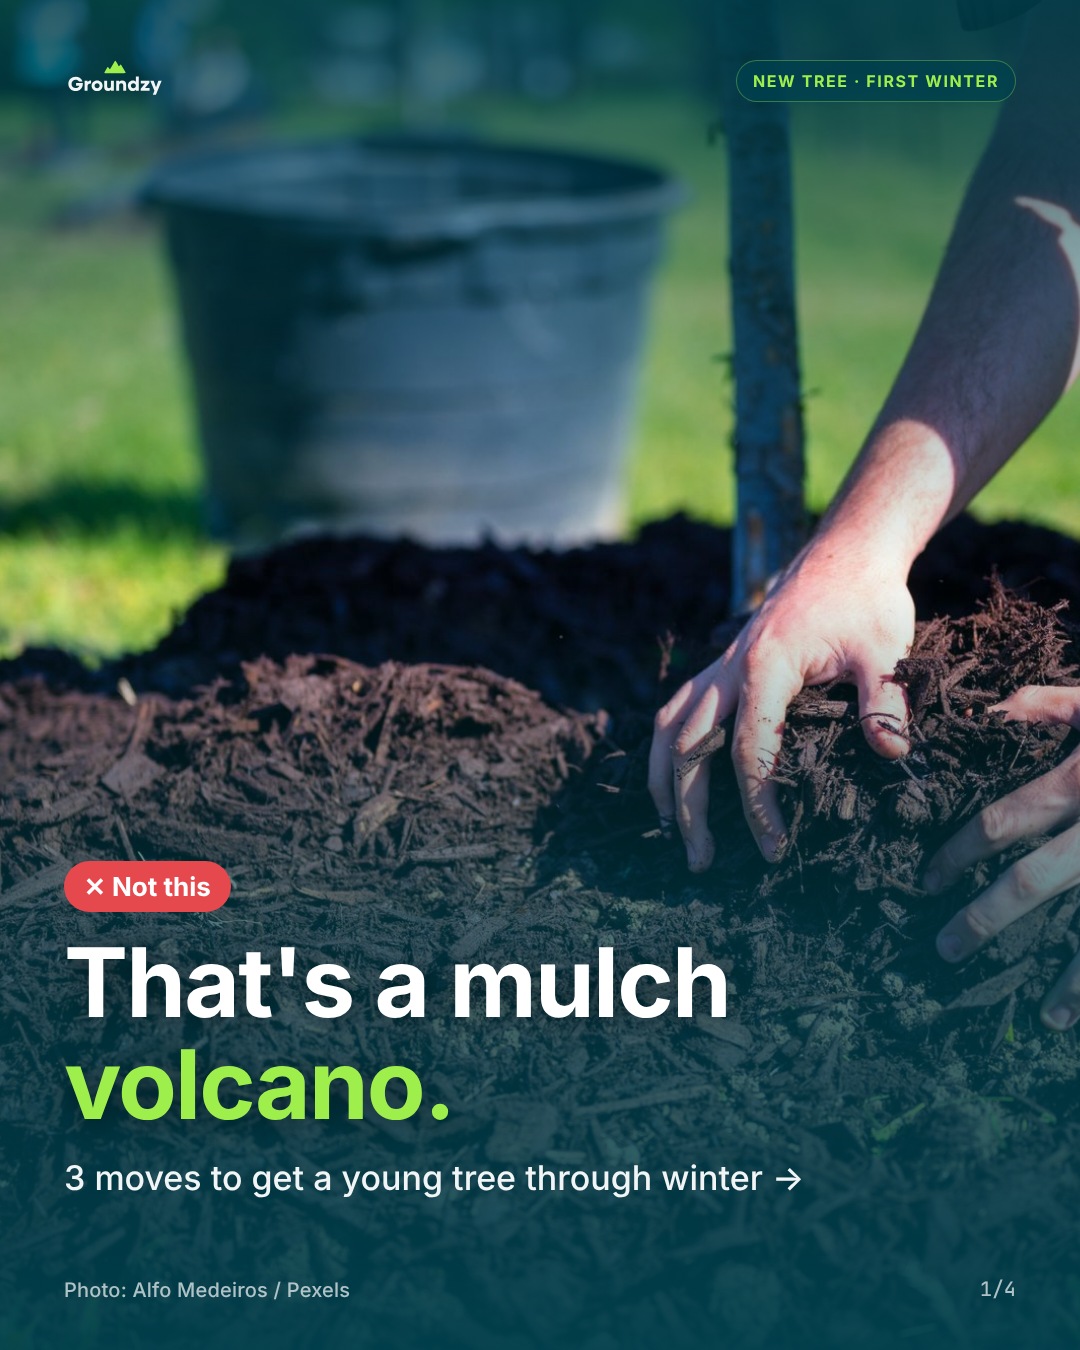 Groundzy
NEW TREE · FIRST WINTER
✕ Not this
That's a mulch
volcano.
3 moves to get a young tree through winter →
Photo: Alfo Medeiros / Pexels
1/4